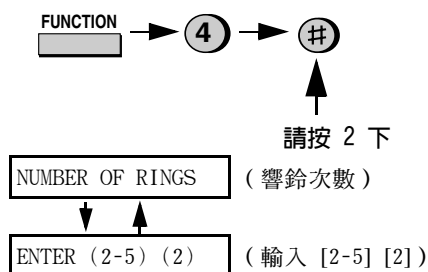 FUNCTION
4 #
請按 2 下
NUMBER OF RINGS (響鈴次數)
ENTER (2-5) (2) (輸入 [2-5] [2])